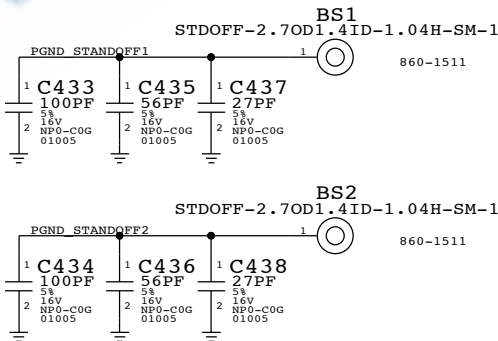 BS1
STDOFF-2.7OD1.4ID-1.04H-SM-1
PGND_STANDOFF1
1
860-1511
1 C433
100PF
5%
16V
2 NP0-C0G
01005
1 C435
56PF
5%
16V
2 NP0-C0G
01005
1 C437
27PF
5%
16V
2 NP0-C0G
01005
BS2
STDOFF-2.7OD1.4ID-1.04H-SM-1
PGND_STANDOFF2
1
860-1511
1 C434
100PF
5%
16V
2 NP0-C0G
01005
1 C436
56PF
5%
16V
2 NP0-C0G
01005
1 C438
27PF
5%
16V
2 NP0-C0G
01005